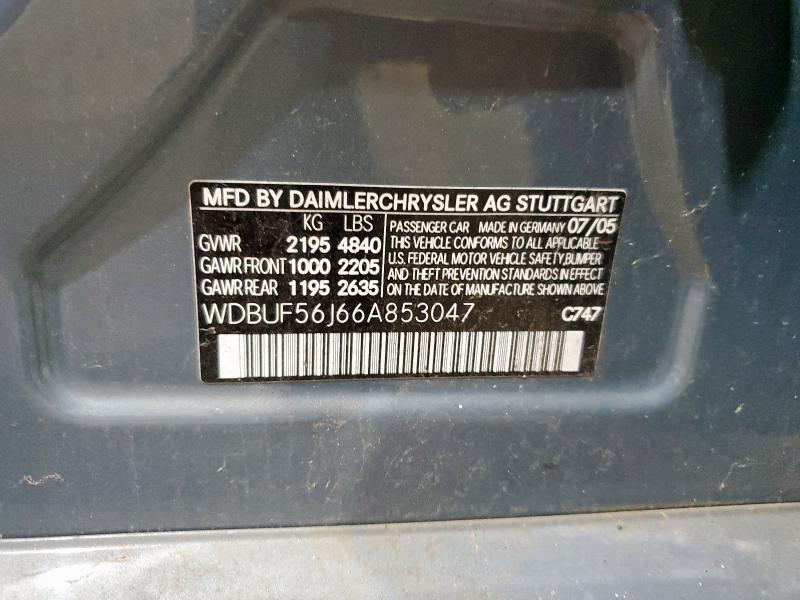 MFD BY DAIMLERCHRYSLER AG STUTTGART
KG LBS
GVWR 2195 4840
GAWR FRONT 1000 2205
GAWR REAR 1195 2635
PASSENGER CAR MADE IN GERMANY 07/05
THIS VEHICLE CONFORMS TO ALL APPLICABLE
U.S. FEDERAL MOTOR VEHICLE SAFETY,BUMPER
AND THEFT PREVENTION STANDARDS IN EFFECT
ON THE DATE OF MANUFACTURE SHOWN ABOVE
WDBUF56J66A853047 C747